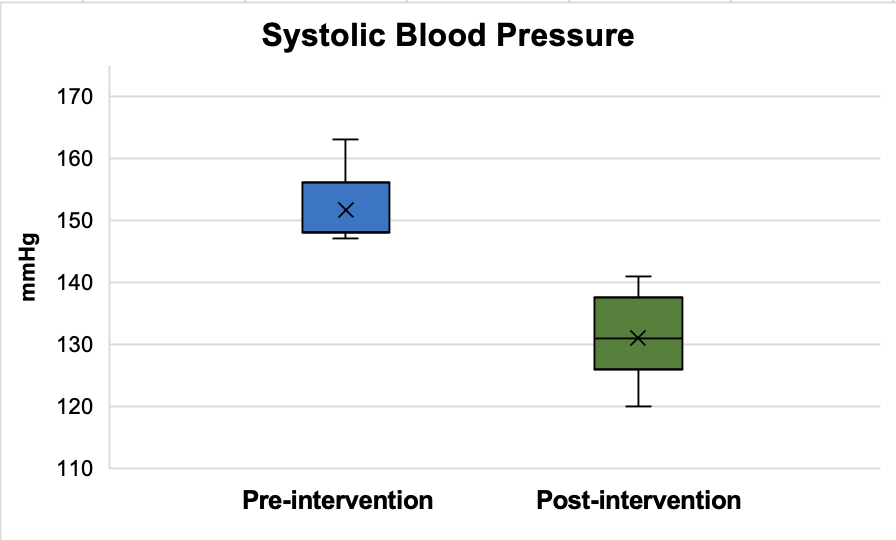 Systolic Blood Pressure
mmHg
170
160
150
140
130
120
110
Pre-intervention
Post-intervention